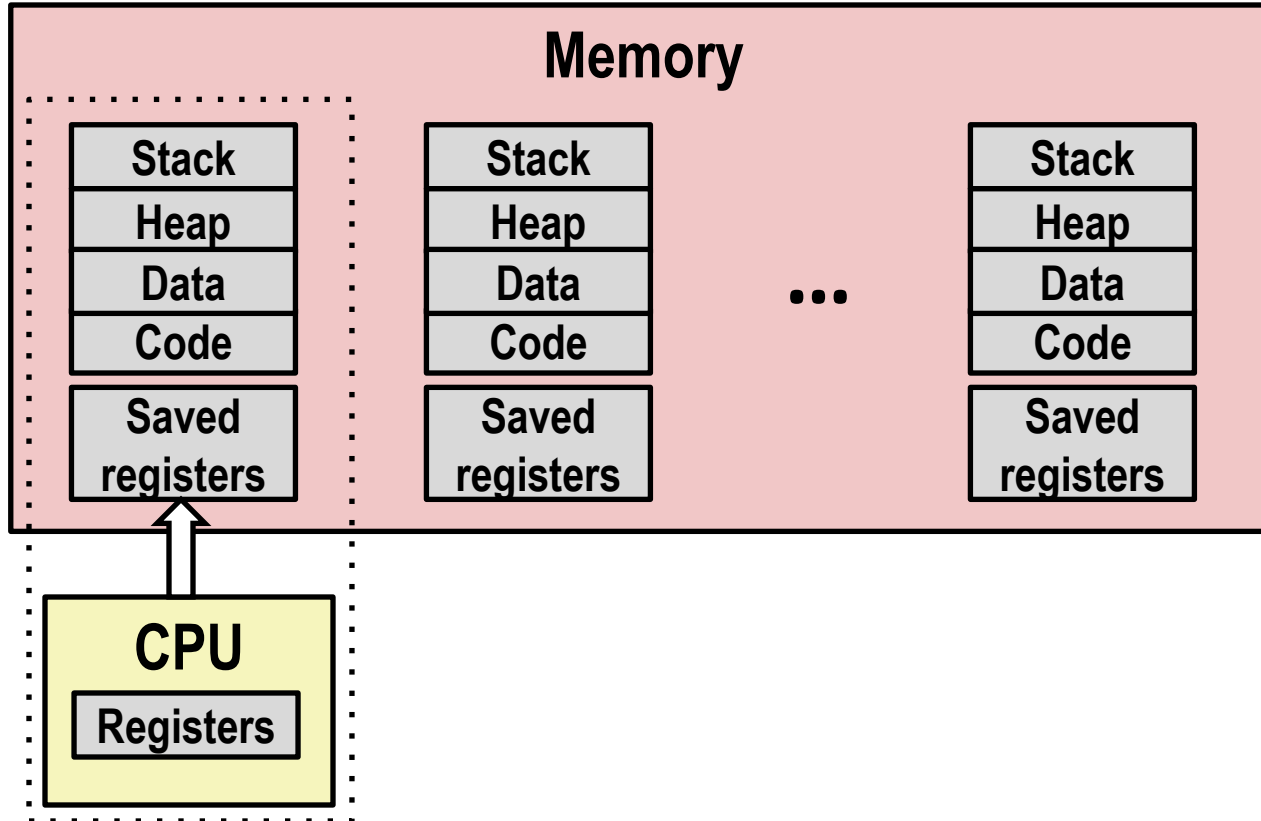 Memory
Stack
Heap
Data
Code
Saved
registers
Stack
Heap
Data
Code
Saved
registers
...
Stack
Heap
Data
Code
Saved
registers
CPU
Registers